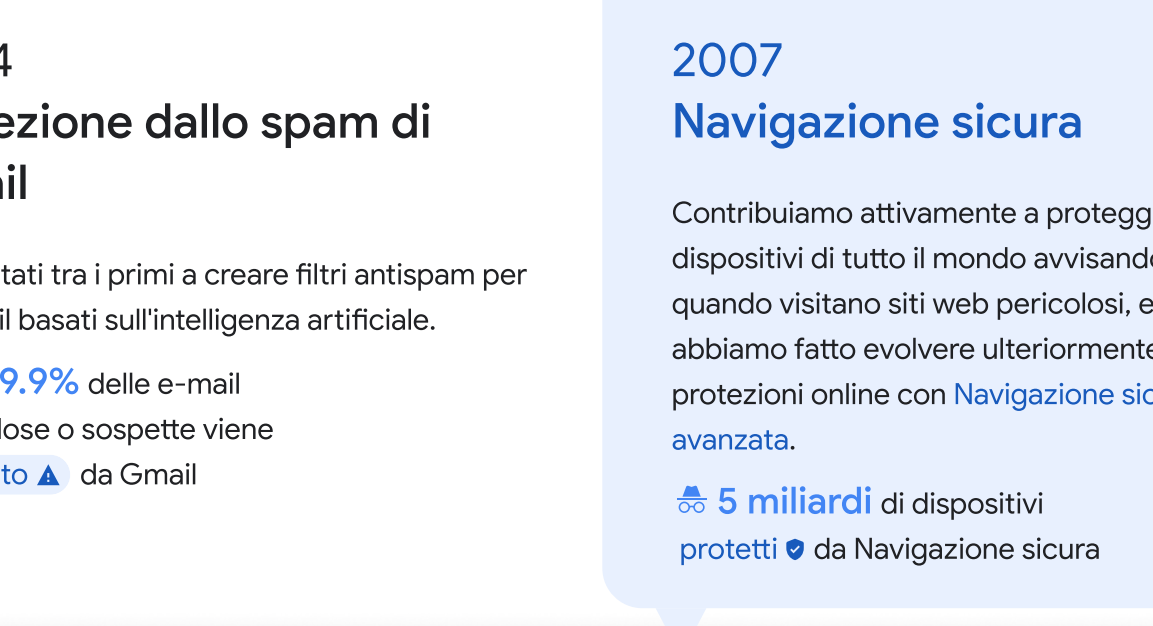 4
ezione dallo spam di
il
tati tra i primi a creare filtri antispam per
il basati sull'intelligenza artificiale.
9.9% delle e-mail
lose o sospette viene
to da Gmail
2007
Navigazione sicura
Contribuiamo attivamente a protegg
dispositivi di tutto il mondo avvisand
quando visitano siti web pericolosi, e
abbiamo fatto evolvere ulteriormente
protezioni online con Navigazione sic
avanzata.
5 miliardi di dispositivi
protetti da Navigazione sicura